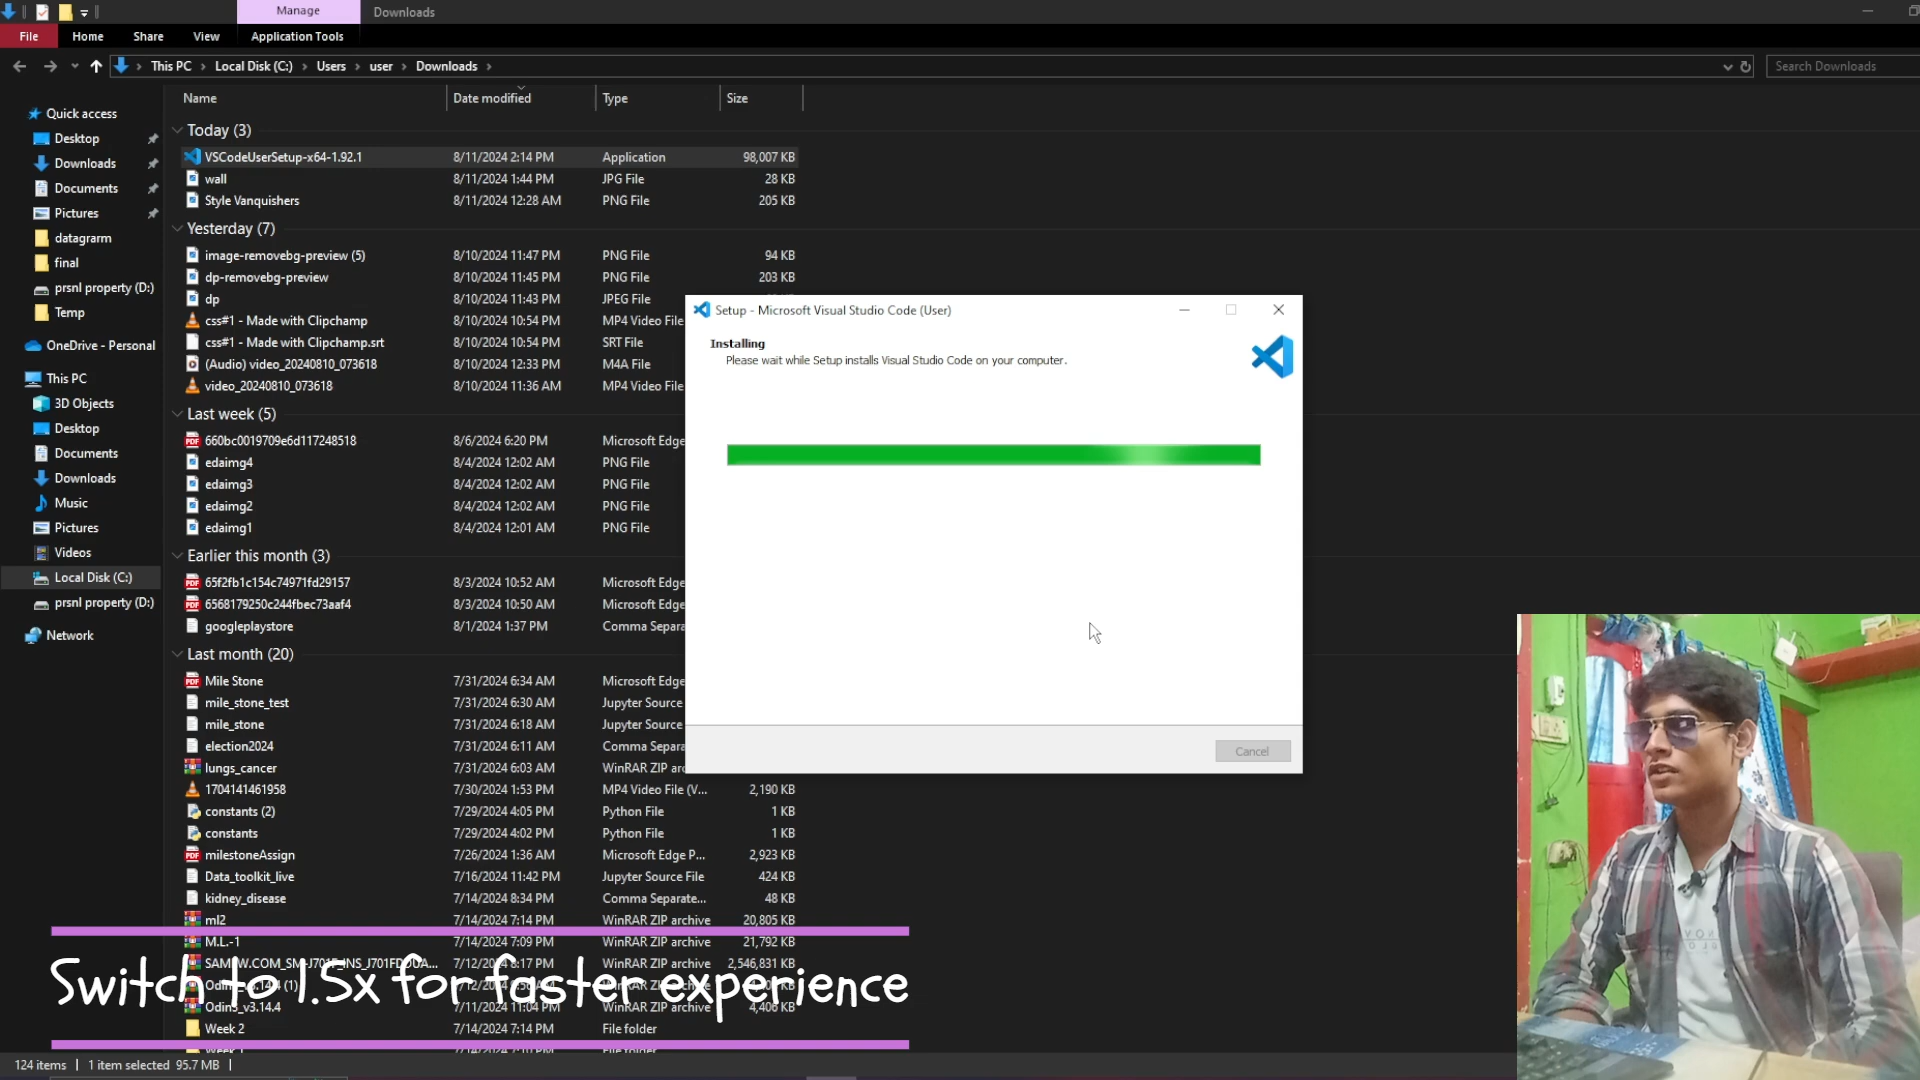 Manage
Downloads
File
Home
Share
View
Application Tools
This PC
Local Disk (C:)
Users
user
Downloads
Search Downloads
Name
Date modified
Type
Size
Quick access
Desktop
Downloads
Documents
Pictures
datagrarm
final
prsnl property (D:)
Temp
OneDrive - Personal
This PC
3D Objects
Desktop
Documents
Downloads
Music
Pictures
Videos
Local Disk (C:)
prsnl property (D:)
Network
Today (3)
VSCodeUserSetup-x64-1.92.1 8/11/2024 2:14 PM Application 98,007 KB
wall 8/11/2024 1:44 PM JPG File 28 KB
Style Vanquishers 8/11/2024 12:28 AM PNG File 205 KB
Yesterday (7)
image-removebg-preview (5) 8/10/2024 11:47 PM PNG File 94 KB
dp-removebg-preview 8/10/2024 11:45 PM PNG File 203 KB
dp 8/10/2024 11:43 PM JPEG File
css#1 - Made with Clipchamp 8/10/2024 10:54 PM MP4 Video File
css#1 - Made with Clipchamp.srt 8/10/2024 10:54 PM SRT File
(Audio) video_20240810_073618 8/10/2024 12:33 PM M4A File
video_20240810_073618 8/10/2024 11:36 AM MP4 Video File
Last week (5)
660bc0019709e6d117248518 8/6/2024 6:20 PM Microsoft Edge
edaimg4 8/4/2024 12:02 AM PNG File
edaimg3 8/4/2024 12:02 AM PNG File
edaimg2 8/4/2024 12:02 AM PNG File
edaimg1 8/4/2024 12:01 AM PNG File
Earlier this month (3)
65f2fb1c154c74971fd29157 8/3/2024 10:52 AM Microsoft Edge
6568179250c244fbec73aaf4 8/3/2024 10:50 AM Microsoft Edge
googleplaystore 8/1/2024 1:37 PM Comma Separa
Last month (20)
Mile Stone 7/31/2024 6:34 AM Microsoft Edge
mile_stone_test 7/31/2024 6:30 AM Jupyter Source
mile_stone 7/31/2024 6:18 AM Jupyter Source
election2024 7/31/2024 6:11 AM Comma Separa
lungs_cancer 7/31/2024 6:03 AM WinRAR ZIP arc
1704141461958 7/30/2024 1:53 PM MP4 Video File (V... 2,190 KB
constants (2) 7/29/2024 4:05 PM Python File 1 KB
constants 7/29/2024 4:02 PM Python File 1 KB
milestoneAssign 7/26/2024 1:36 AM Microsoft Edge P... 2,923 KB
Data_toolkit_live 7/16/2024 11:42 PM Jupyter Source File 424 KB
kidney_disease 7/14/2024 8:34 PM Comma Separate... 48 KB
ml2 7/14/2024 7:14 PM WinRAR ZIP archive 20,805 KB
M.L.-1 7/14/2024 7:09 PM WinRAR ZIP archive 21,792 KB
7/12/2024 8:17 PM WinRAR ZIP archive 2,546,831 KB
Odin3_v3.14.4 7/11/2024 11:04 PM WinRAR ZIP archive 4,406 KB
Week 2 7/14/2024 7:14 PM File folder
Setup - Microsoft Visual Studio Code (User)
Installing
Please wait while Setup installs Visual Studio Code on your computer.
Cancel
Switch to 1.5x for faster experience
124 items
1 item selected 95.7 MB